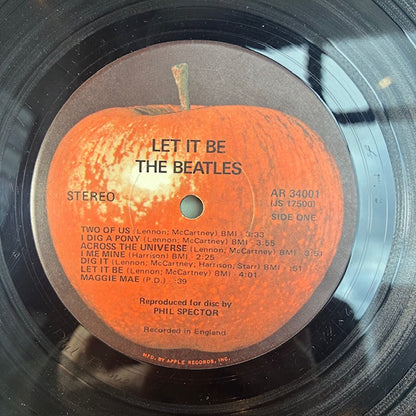 LET IT BE
THE BEATLES
STEREO
AR 34001
(JS 17500)
SIDE ONE
TWO OF US (Lennon; McCartney) BMI - 3:33
I DIG A PONY (Lennon; McCartney) BMI - 3:55
ACROSS THE UNIVERSE (Lennon; McCartney) BMI - 3:51
I ME MINE (Harrison) BMI - 2:25
DIG IT (Lennon; McCartney; Harrison; Starr) BMI - :51
LET IT BE (Lennon; McCartney) BMI - 4:01
MAGGIE MAE (P.D.) - :39
Reproduced for disc by
PHIL SPECTOR
Recorded in England
MFD. BY APPLE RECORDS, INC.